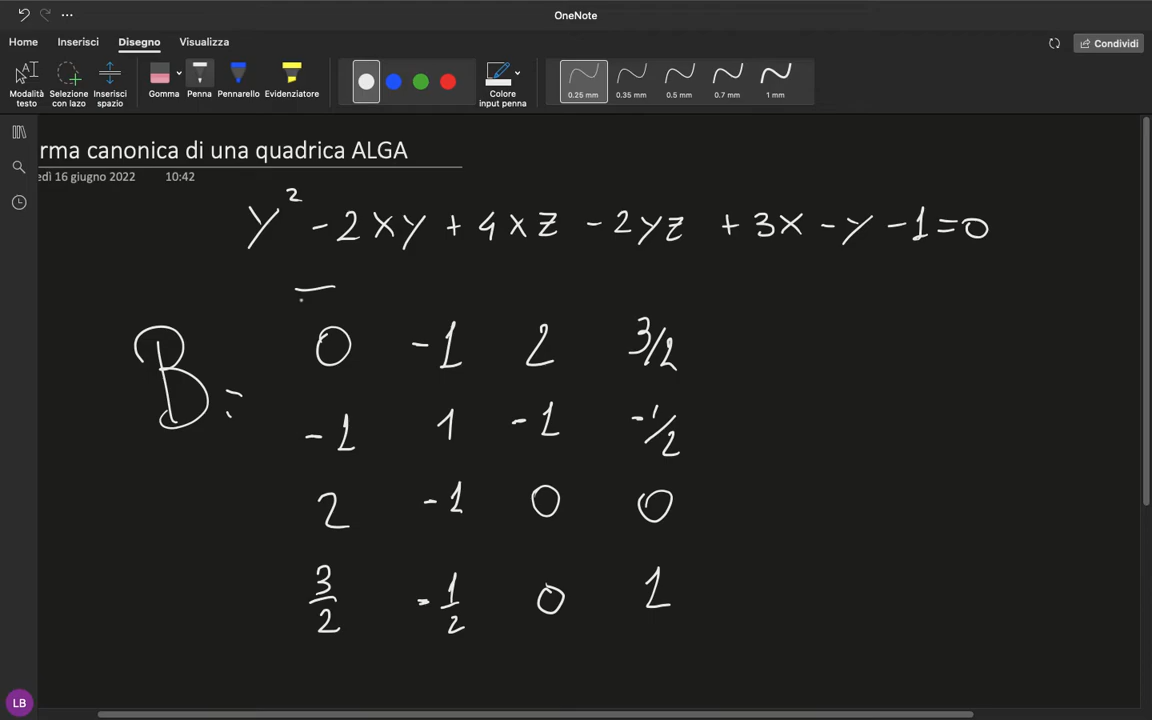 OneNote
Home Inserisci Disegno Visualizza
Condividi
Modalità testo
Selezione con lazo
Inserisci spazio
Gomma
Penna
Pennarello
Evidenziatore
Colore input penna
0.25 mm
0.35 mm
0.5 mm
0.7 mm
1 mm
rma canonica di una quadrica ALGA
edì 16 giugno 2022 10:42
y² - 2xy + 4xz - 2yz + 3x - y - 1 = 0
B =
0 -1 2 3/2
-1 1 -1 -1/2
2 -1 0 0
3/2 -1/2 0 1
LB